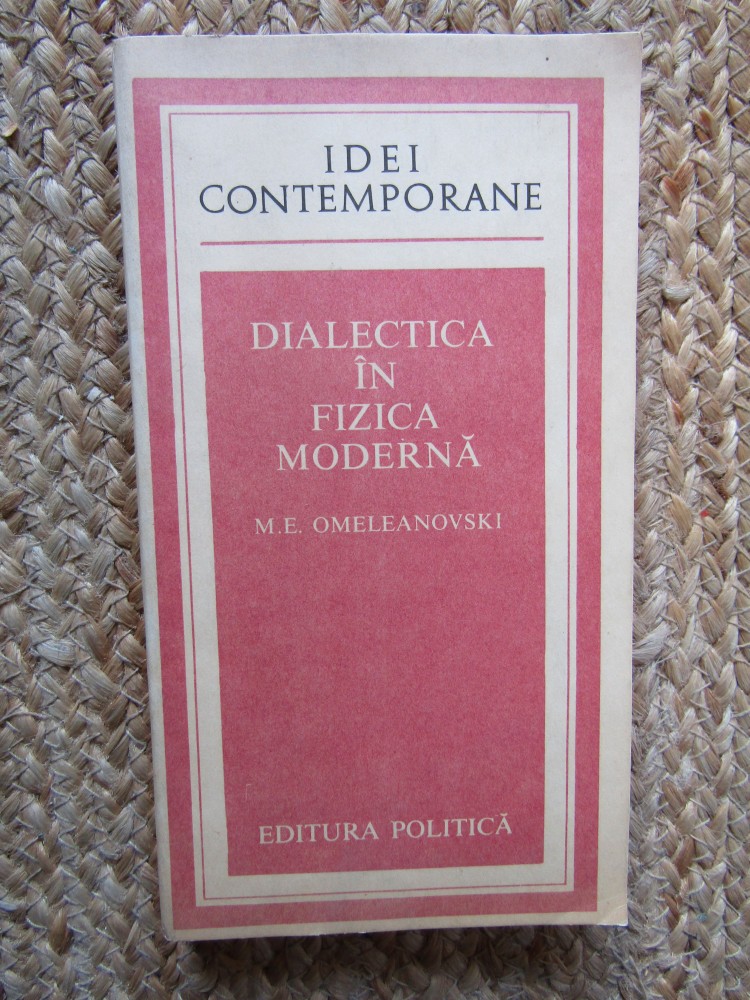 IDEI
CONTEMPORANE
DIALECTICA
ÎN
FIZICA
MODERNĂ
M.E. OMELEANOVSKI
EDITURA POLITICĂ